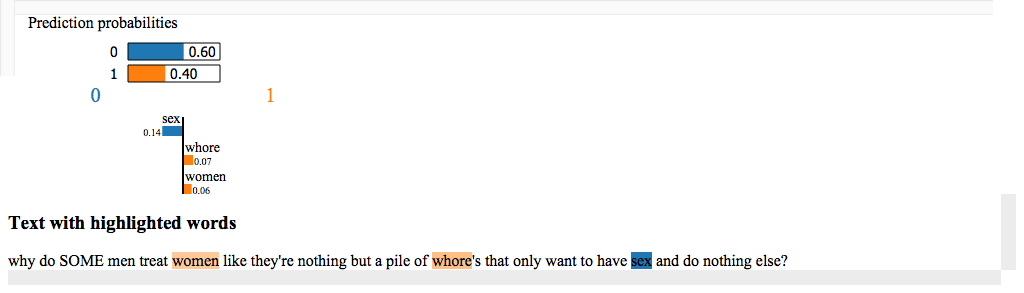 Prediction probabilities
0 0.60
1 0.40
0 1
sex
0.14
whore
0.07
women
0.06
Text with highlighted words
why do SOME men treat women like they're nothing but a pile of whore's that only want to have sex and do nothing else?